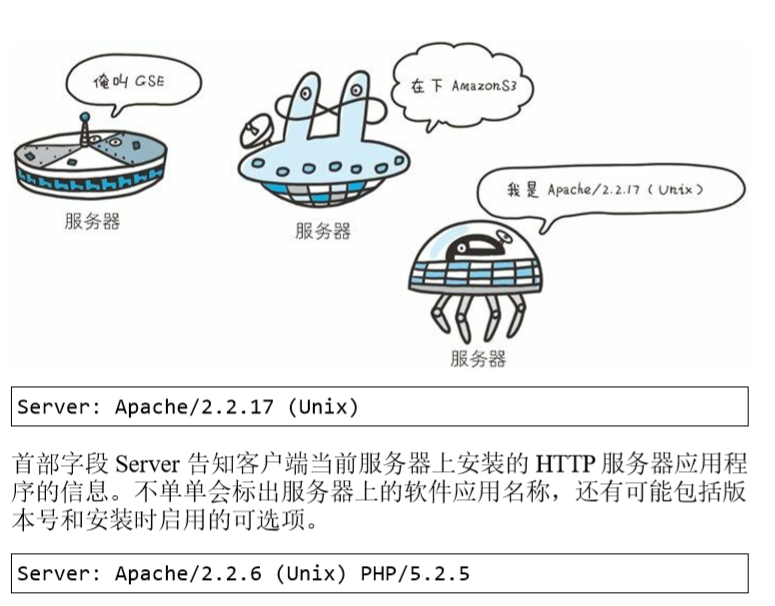 俺叫 GSE
在下 AmazonS3
我是 Apache/2.2.17 (Unix)
服务器
服务器
服务器
Server: Apache/2.2.17 (Unix)
首部字段 Server 告知客户端当前服务器上安装的 HTTP 服务器应用程
序的信息。不单单会标出服务器上的软件应用名称，还有可能包括版
本号和安装时启用的可选项。
Server: Apache/2.2.6 (Unix) PHP/5.2.5